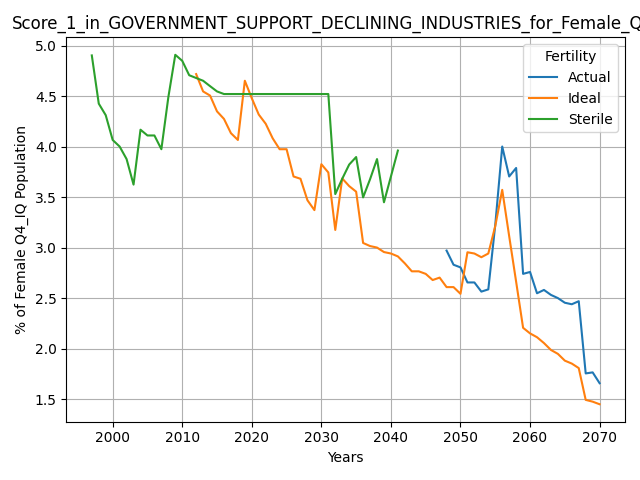 Score_1_in_GOVERNMENT_SUPPORT_DECLINING_INDUSTRIES_for_Female_Q
5.0
4.5
4.0
3.5
3.0
2.5
2.0
1.5
% of Female Q4_IQ Population
Fertility
Actual
Ideal
Sterile
2000 2010 2020 2030 2040 2050 2060 2070
Years